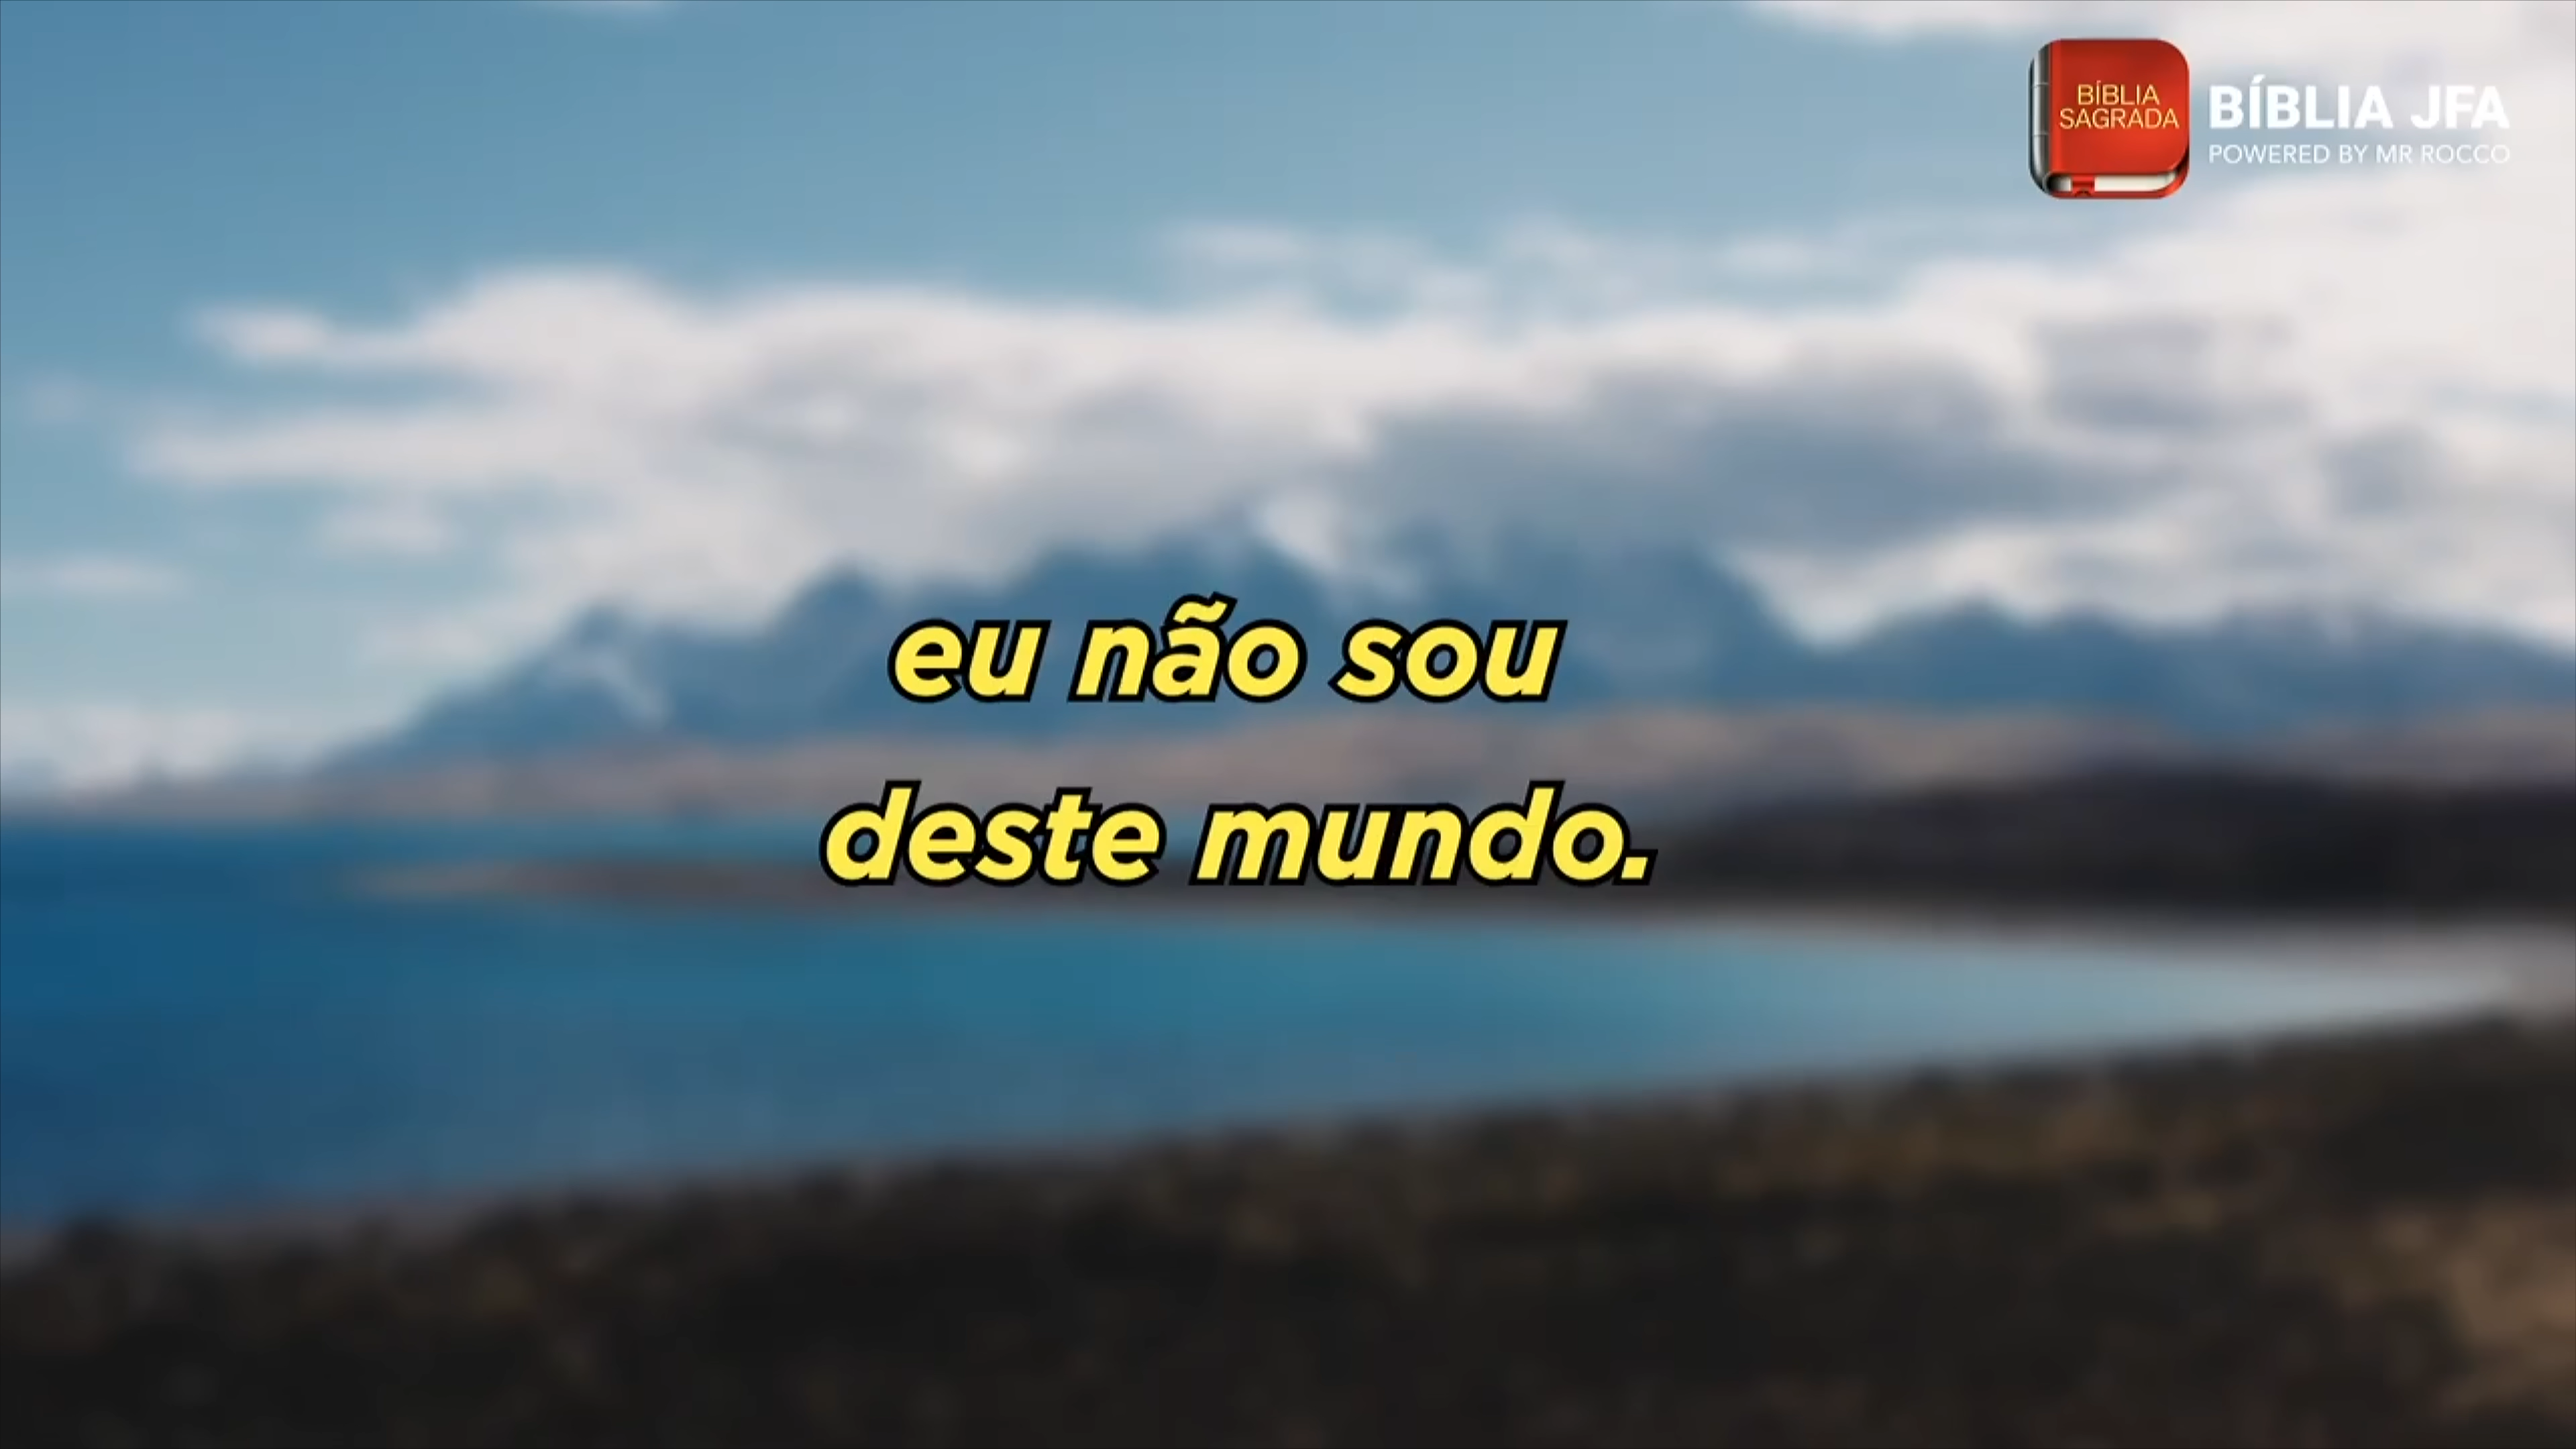 BÍBLIA
SAGRADA
BÍBLIA JFA
POWERED BY MR ROCCO
eu não sou
deste mundo.